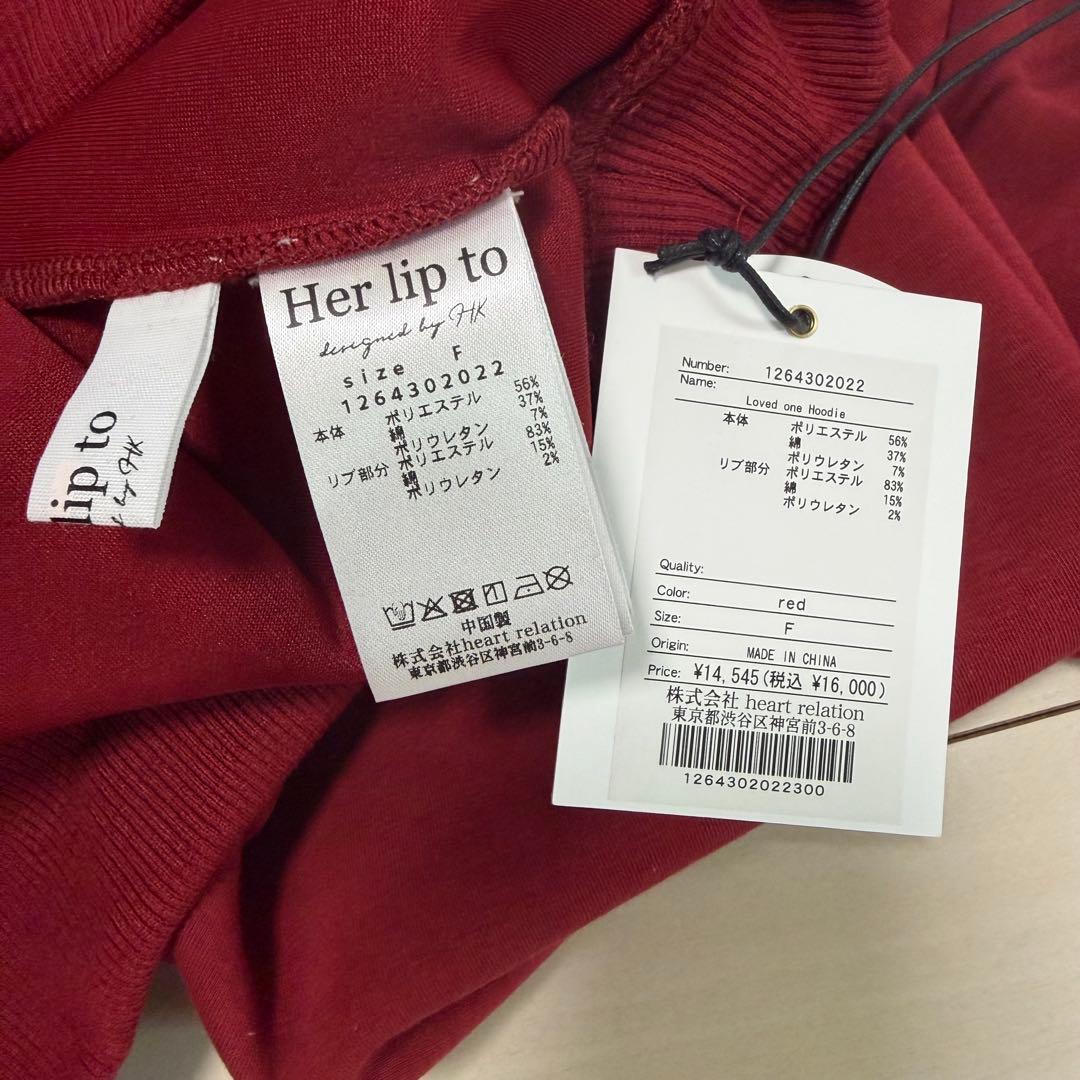 lip to
by HK
Her lip to
designed by HK
size F
1264302022
本体 ポリエステル 56%
綿 37%
ポリウレタン 7%
リブ部分 ポリエステル 83%
綿 15%
ポリウレタン 2%
中国製
株式会社heart relation
東京都渋谷区神宮前3-6-8
Number: 1264302022
Name:
Loved one Hoodie
本体 ポリエステル 56%
綿 37%
ポリウレタン 7%
リブ部分 ポリエステル 83%
綿 15%
ポリウレタン 2%
Quality:
Color: red
Size: F
Origin: MADE IN CHINA
Price: ¥14,545(税込 ¥16,000)
株式会社 heart relation
東京都渋谷区神宮前3-6-8
1264302022300